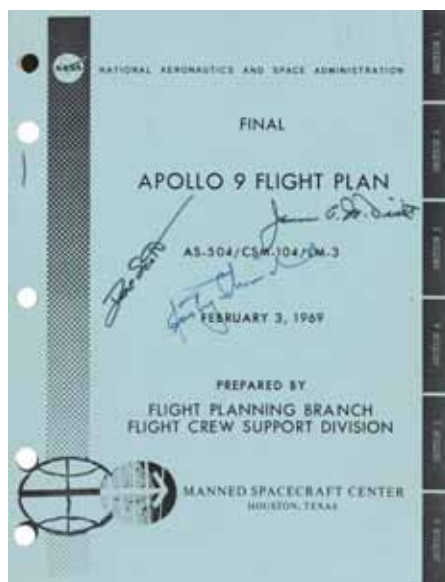 NASA
NATIONAL AERONAUTICS AND SPACE ADMINISTRATION
FINAL
APOLLO 9 FLIGHT PLAN
AS-504/CSM-104/LM-3
FEBRUARY 3, 1969
PREPARED BY
FLIGHT PLANNING BRANCH
FLIGHT CREW SUPPORT DIVISION
MANNED SPACECRAFT CENTER
HOUSTON, TEXAS